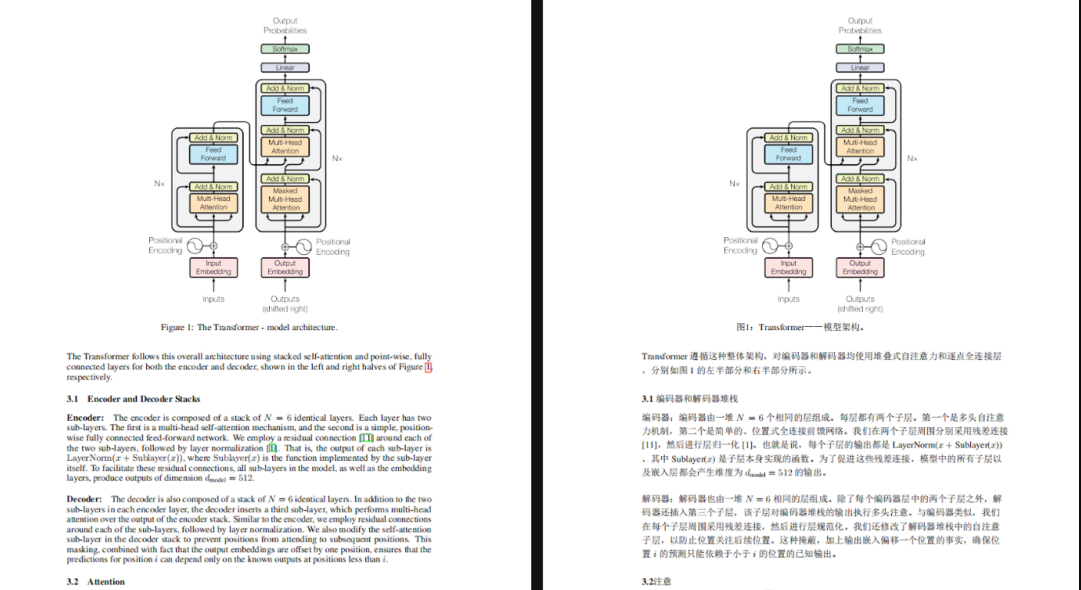 Output
Probabilities
Softmax
Linear
Add & Norm
Feed
Forward
Add & Norm
Multi-Head
Attention
Add & Norm
Feed
Forward
Nx
Add & Norm
Multi-Head
Attention
Nx
Add & Norm
Masked
Multi-Head
Attention
Positional
Encoding
Positional
Encoding
Input
Embedding
Output
Embedding
Inputs
Outputs
(shifted right)
Figure 1: The Transformer - model architecture.
The Transformer follows this overall architecture using stacked self-attention and point-wise, fully
connected layers for both the encoder and decoder, shown in the left and right halves of Figure 1,
respectively.
3.1 Encoder and Decoder Stacks
Encoder: The encoder is composed of a stack of N = 6 identical layers. Each layer has two
sub-layers. The first is a multi-head self-attention mechanism, and the second is a simple, position-
wise fully connected feed-forward network. We employ a residual connection [11] around each of
the two sub-layers, followed by layer normalization [1]. That is, the output of each sub-layer is
LayerNorm(x + Sublayer(x)), where Sublayer(x) is the function implemented by the sub-layer
itself. To facilitate these residual connections, all sub-layers in the model, as well as the embedding
layers, produce outputs of dimension dmodel = 512.
Decoder: The decoder is also composed of a stack of N = 6 identical layers. In addition to the two
sub-layers in each encoder layer, the decoder inserts a third sub-layer, which performs multi-head
attention over the output of the encoder stack. Similar to the encoder, we employ residual connections
around each of the sub-layers, followed by layer normalization. We also modify the self-attention
sub-layer in the decoder stack to prevent positions from attending to subsequent positions. This
masking, combined with fact that the output embeddings are offset by one position, ensures that the
predictions for position i can depend only on the known outputs at positions less than i.
3.2 Attention
Output
Probabilities
Softmax
Linear
Add & Norm
Feed
Forward
Add & Norm
Multi-Head
Attention
Add & Norm
Feed
Forward
Nx
Add & Norm
Multi-Head
Attention
Nx
Add & Norm
Masked
Multi-Head
Attention
Positional
Encoding
Positional
Encoding
Input
Embedding
Output
Embedding
Inputs
Outputs
(shifted right)
图1：Transformer——模型架构。
Transformer 遵循这种整体架构，对编码器和解码器均使用堆叠式自注意力和逐点全连接层
，分别如图 1 的左半部分和右半部分所示。
3.1 编码器和解码器堆栈
编码器：编码器由一堆 N = 6 个相同的层组成。每层都有两个子层。第一个是多头自注意
力机制，第二个是简单的、位置式全连接前馈网络。我们在两个子层周围分别采用残差连接
[11]，然后进行层归一化 [1]。也就是说，每个子层的输出都是 LayerNorm(x + Sublayer(x))
，其中 Sublayer(x) 是子层本身实现的函数。为了促进这些残差连接，模型中的所有子层以
及嵌入层都会产生维度为 dmodel = 512 的输出。
解码器：解码器也由一堆 N = 6 相同的层组成。除了每个编码器层中的两个子层之外，解
码器还插入第三个子层，该子层对编码器堆栈的输出执行多头注意。与编码器类似，我们
在每个子层周围采用残差连接，然后进行层规范化。我们还修改了解码器堆栈中的自注意
子层，以防止位置关注后续位置。这种掩蔽，加上输出嵌入偏移一个位置的事实，确保位
置 i 的预测只能依赖于小于 i 的位置的已知输出。
3.2注意